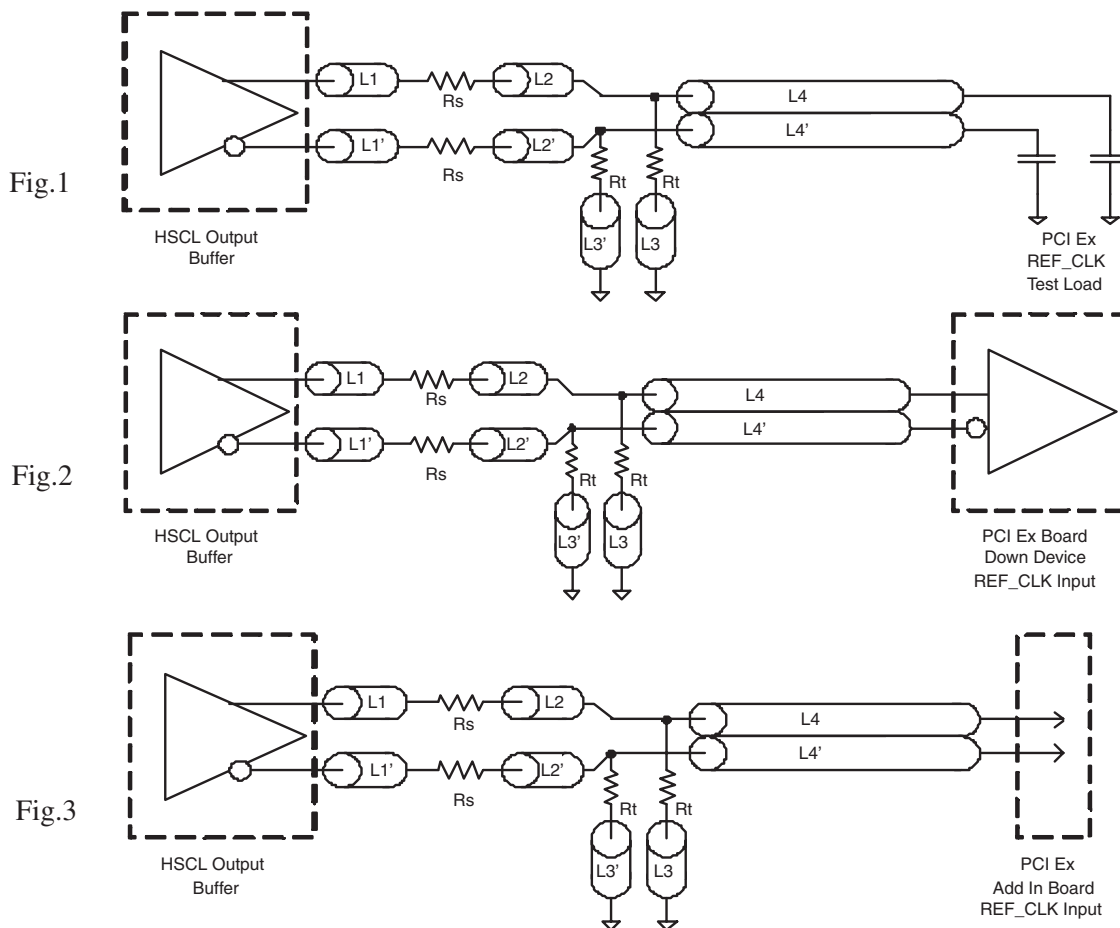 L1
L2
L4
Rs
L1'
L2'
L4'
Rs
Rt
Rt
Fig.1
L3'
L3
HSCL Output
Buffer
PCI Ex
REF_CLK
Test Load
L1
L2
L4
Rs
L1'
L2'
L4'
Rs
Rt
Rt
Fig.2
L3'
L3
HSCL Output
Buffer
PCI Ex Board
Down Device
REF_CLK Input
L1
L2
L4
Rs
L1'
L2'
L4'
Rs
Rt
Rt
Fig.3
L3'
L3
HSCL Output
Buffer
PCI Ex
Add In Board
REF_CLK Input